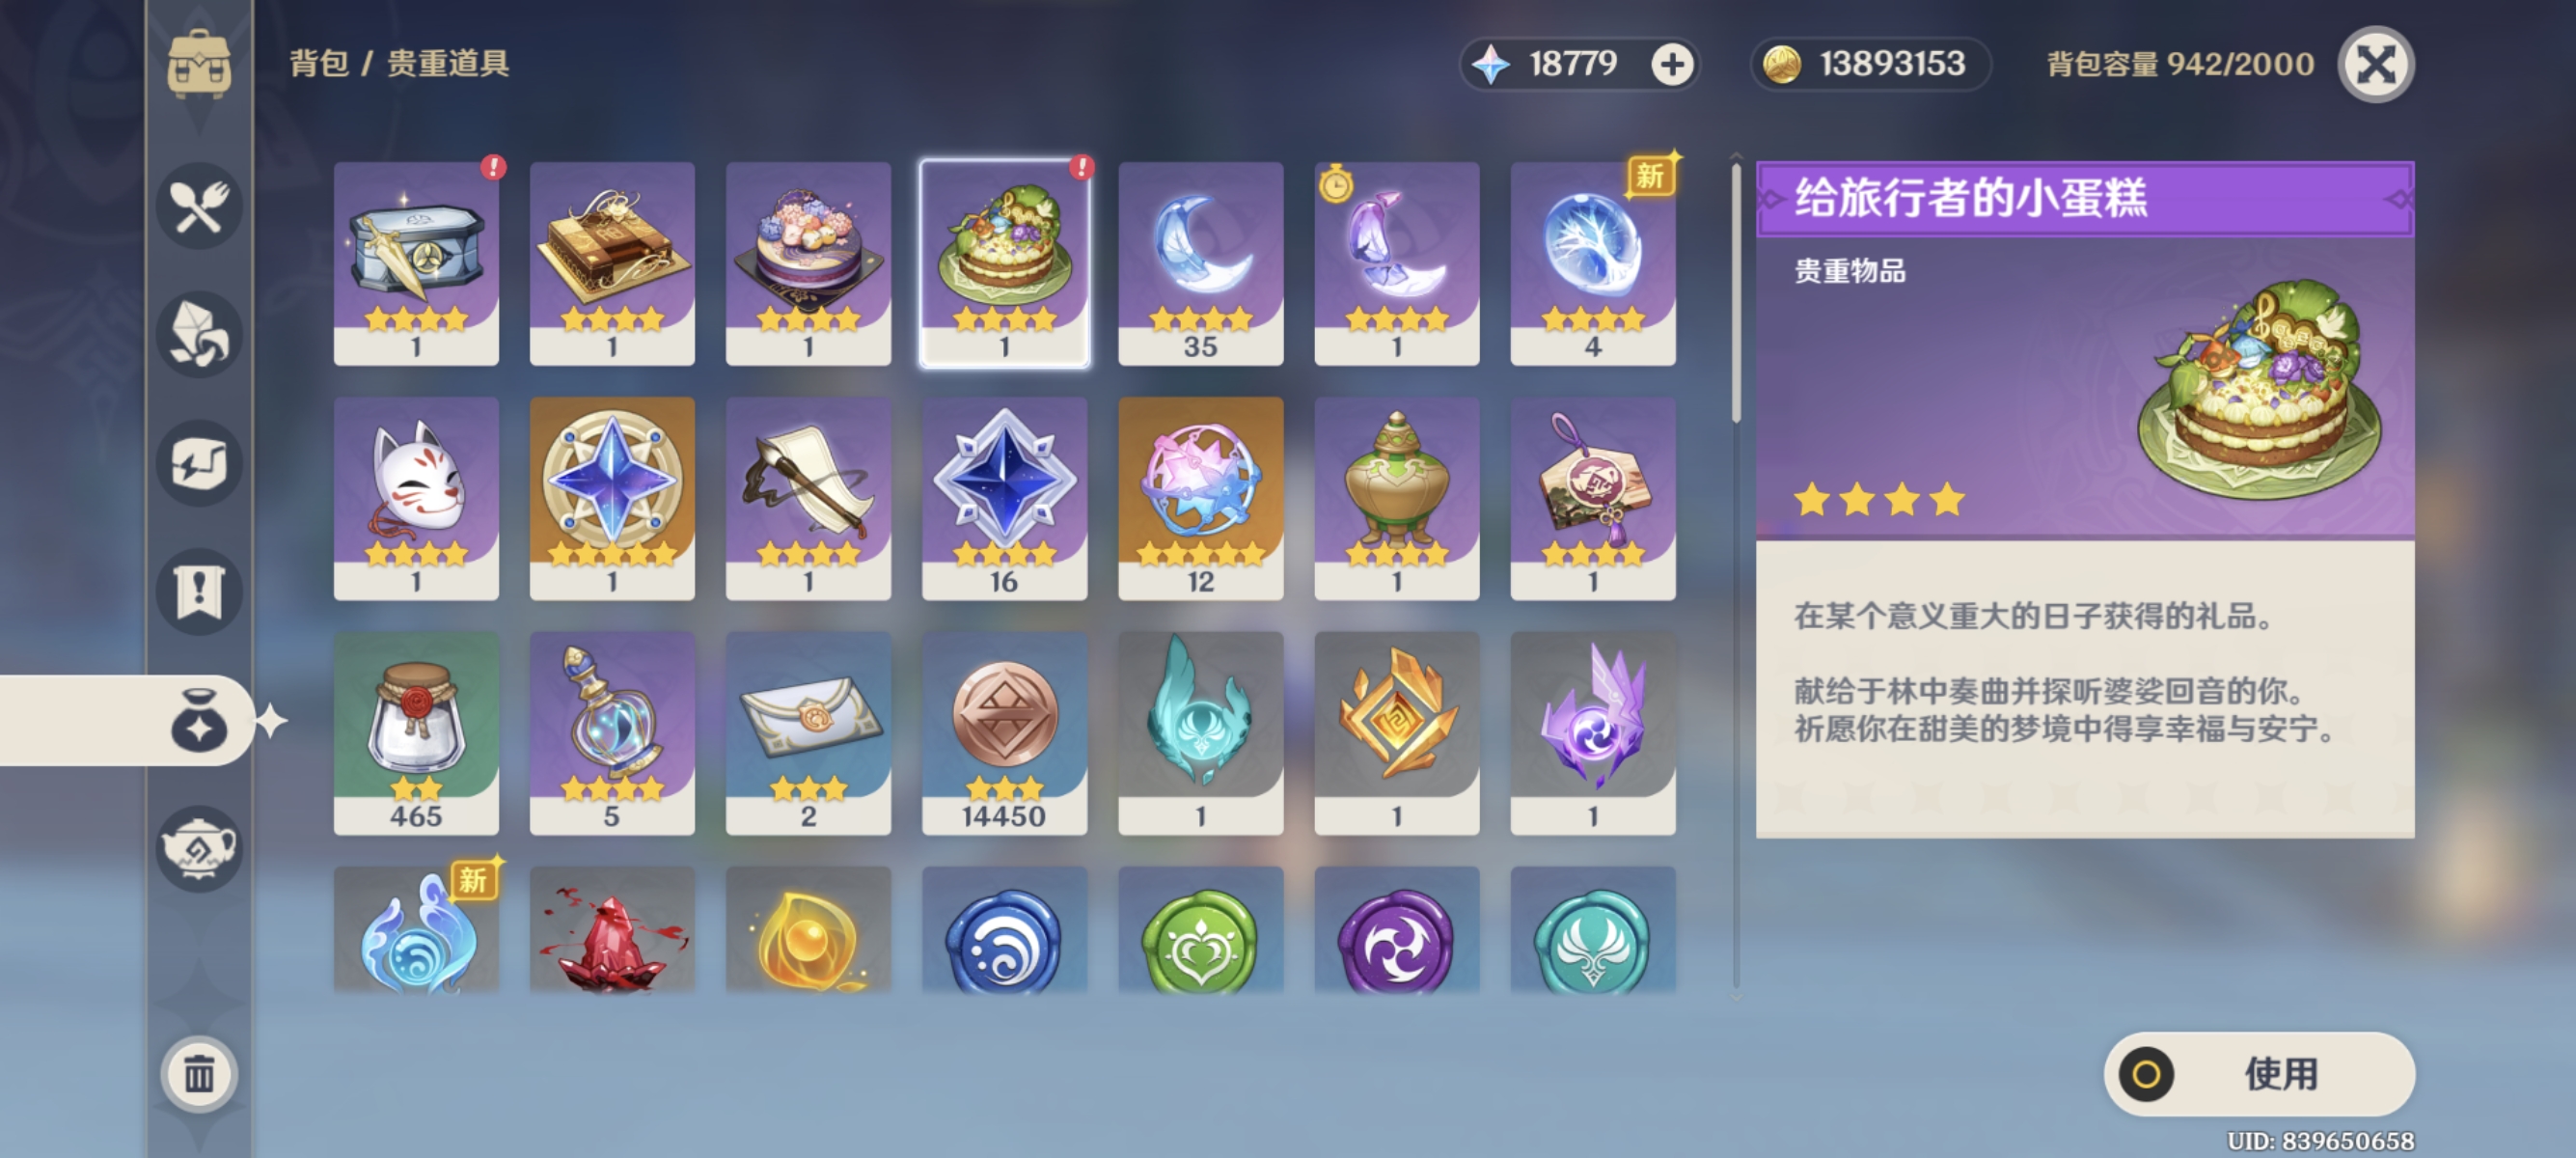 背包 / 贵重道具
18779
13893153
背包容量 942/2000
新
1
1
1
1
35
1
4
1
1
1
16
12
1
1
465
5
2
14450
1
1
1
新
给旅行者的小蛋糕
贵重物品
在某个意义重大的日子获得的礼品。
献给于林中奏曲并探听婆娑回音的你。
祈愿你在甜美的梦境中得享幸福与安宁。
使用
UID: 839650658